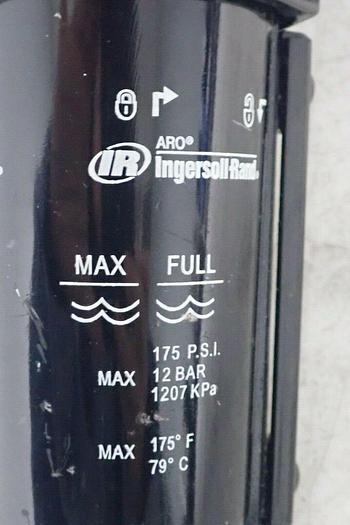 ARO®
IR Ingersoll-Rand®
MAX FULL
175 P.S.I.
MAX 12 BAR
1207 KPa
MAX 175° F
79° C